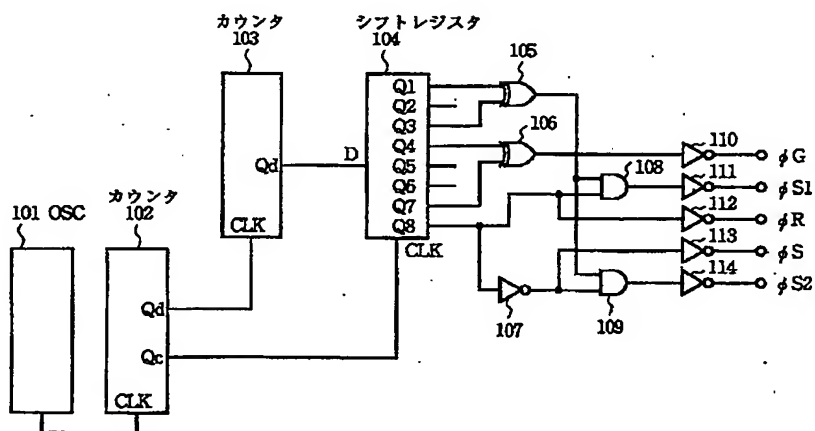 カウンタ
103
シフトレジスタ
104
Q1
Q2
Q3
Q4
Q5
Q6
Q7
Q8
D
CLK
Qd
CLK
105
106
108
107
109
110
111
112
113
114
φG
φS1
φR
φS
φS2
カウンタ
102
101 OSC
Qd
Qc
CLK